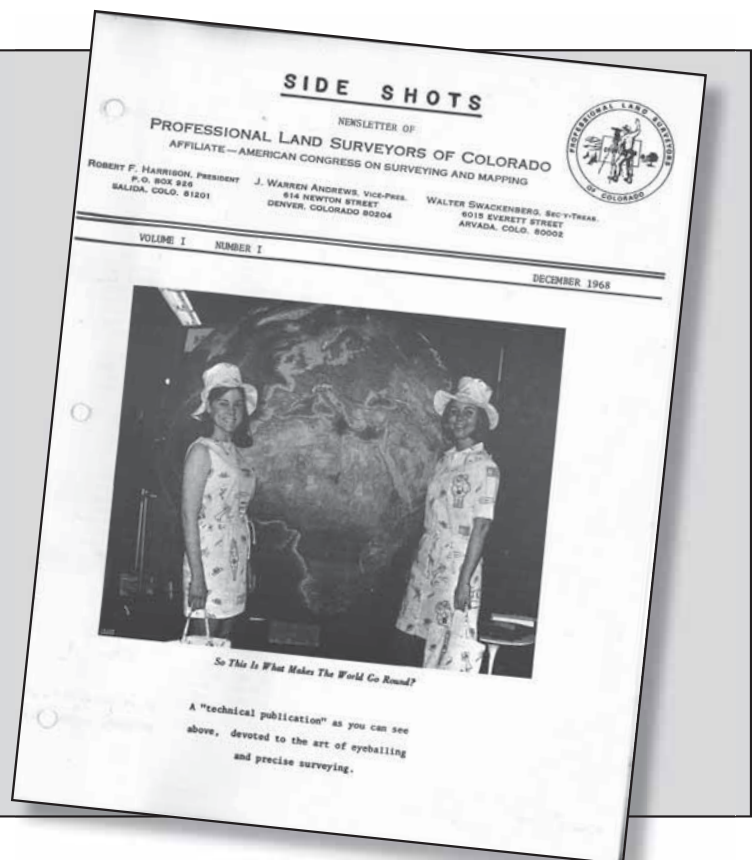 SIDE SHOTS
NEWSLETTER OF
PROFESSIONAL LAND SURVEYORS OF COLORADO
AFFILIATE — AMERICAN CONGRESS ON SURVEYING AND MAPPING
ROBERT F. HARRISON, PRESIDENT
P.O. BOX 926
SALIDA, COLO. 81201
J. WARREN ANDREWS, VICE-PRES.
614 NEWTON STREET
DENVER, COLORADO 80204
WALTER SWACKENBERG, SEC'Y-TREAS.
6015 EVERETT STREET
ARVADA, COLO. 80002
PROFESSIONAL LAND SURVEYORS
OF COLORADO
VOLUME I NUMBER I
DECEMBER 1968
So This Is What Makes The World Go Round?
A "technical publication" as you can see
above, devoted to the art of eyeballing
and precise surveying.